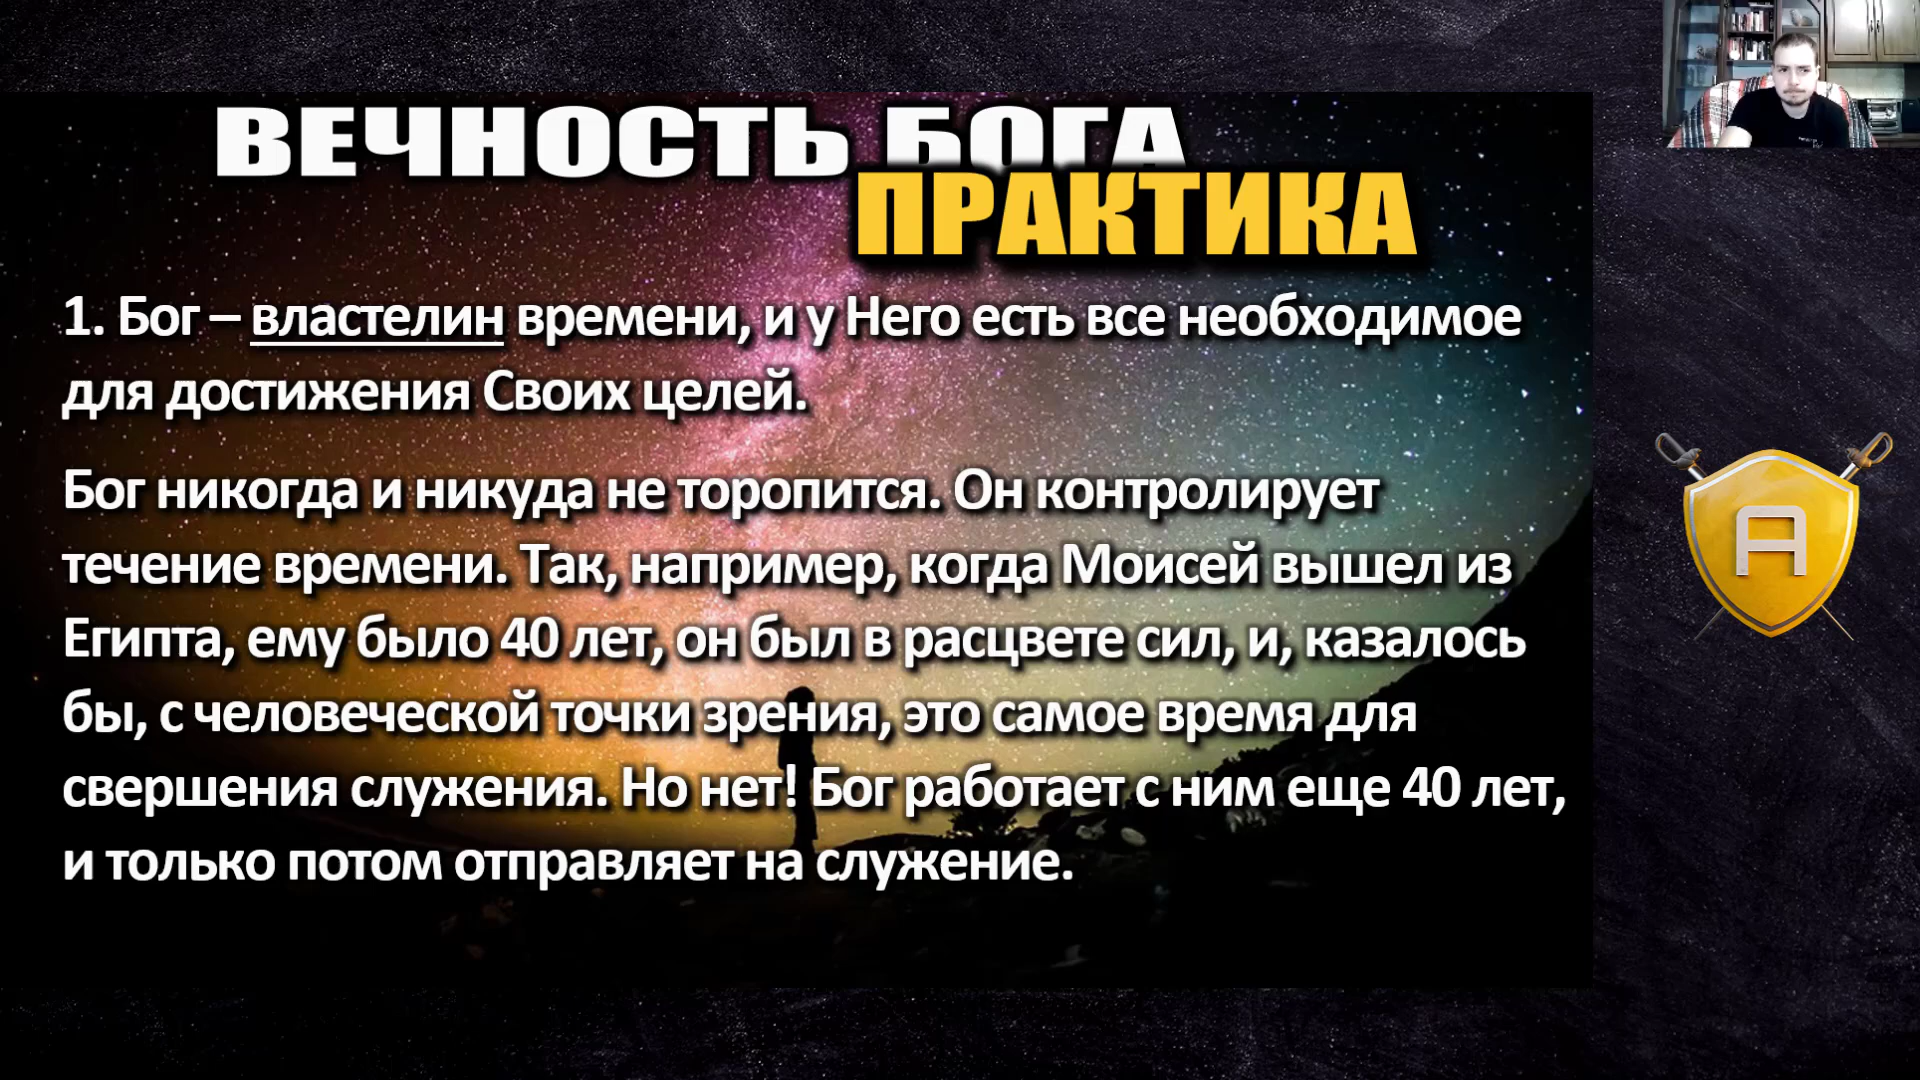 ВЕЧНОСТЬ БОГА
ПРАКТИКА
1. Бог – властелин времени, и у Него есть все необходимое
для достижения Своих целей.
Бог никогда и никуда не торопится. Он контролирует
течение времени. Так, например, когда Моисей вышел из
Египта, ему было 40 лет, он был в расцвете сил, и, казалось
бы, с человеческой точки зрения, это самое время для
свершения служения. Но нет! Бог работает с ним еще 40 лет,
и только потом отправляет на служение.
A